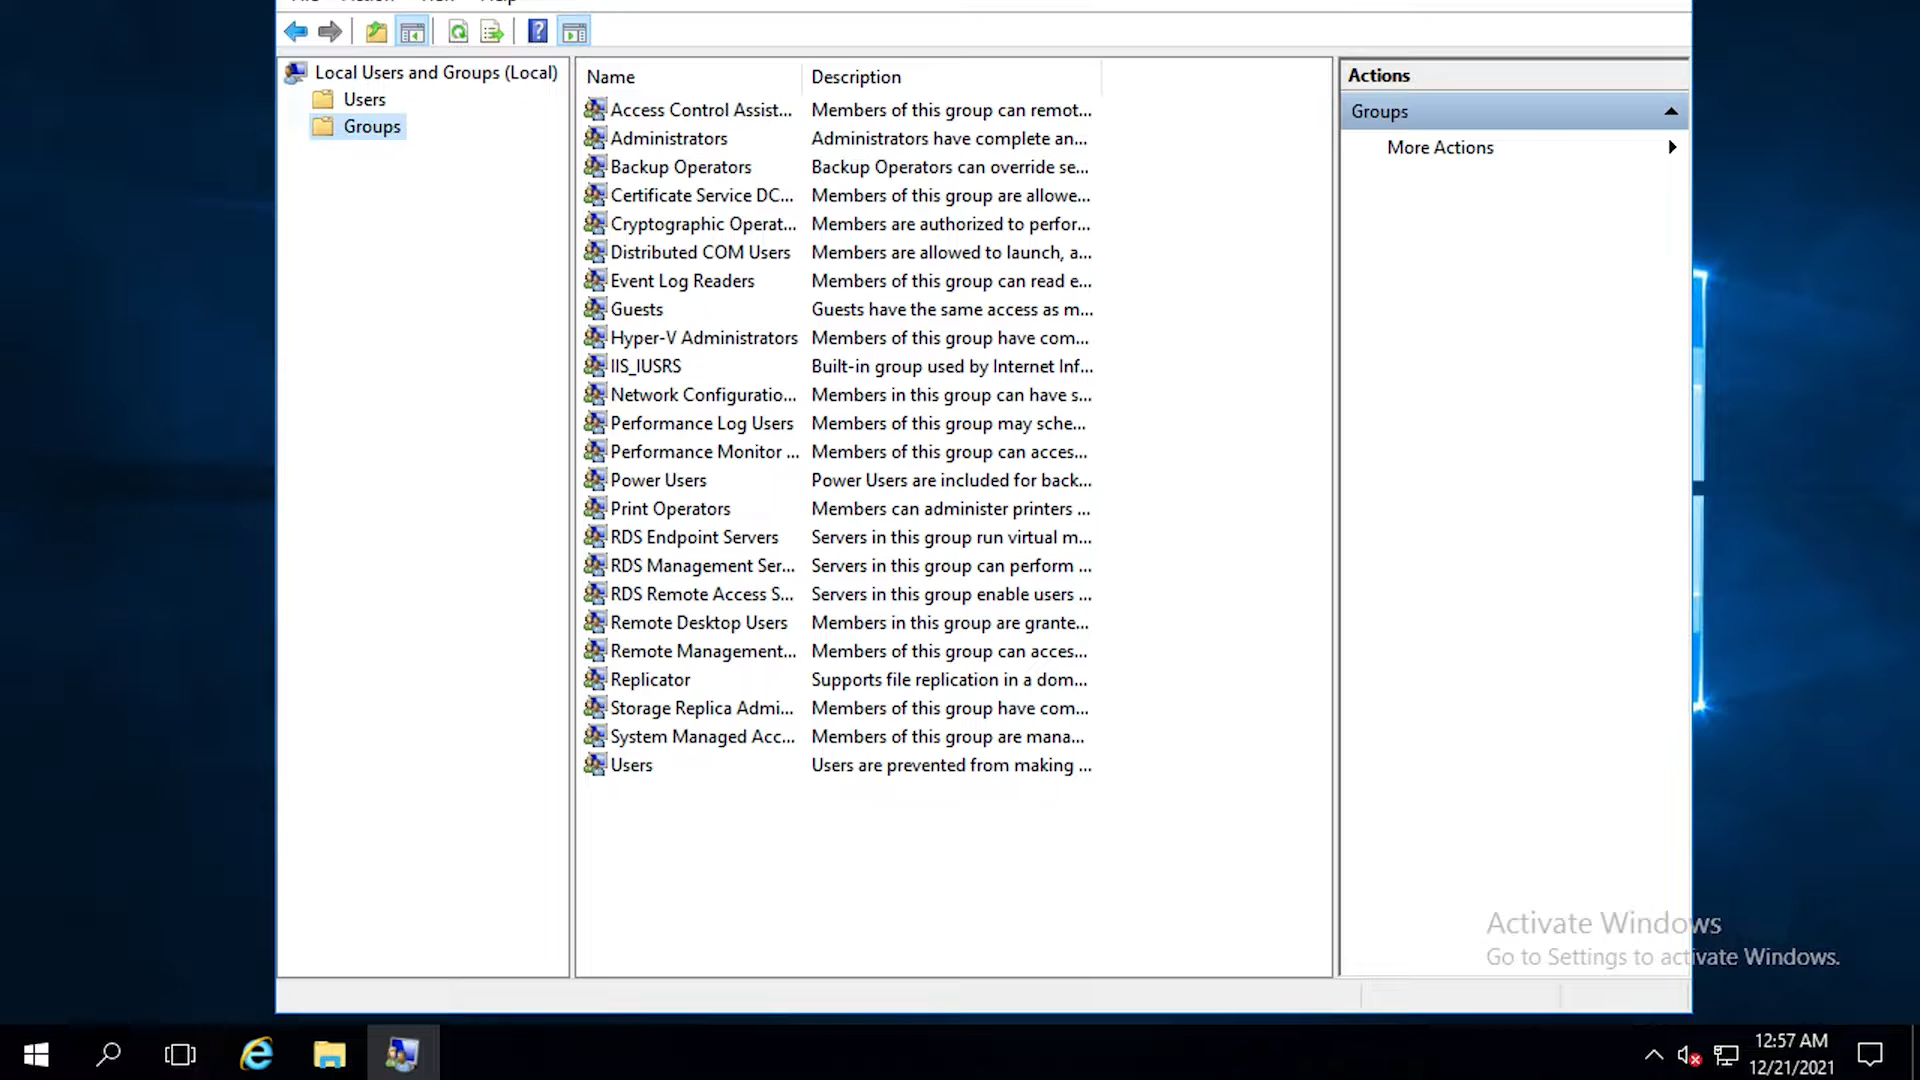 Local Users and Groups (Local)
Users
Groups
Name
Description
Access Control Assist...
Members of this group can remot...
Administrators
Administrators have complete an...
Backup Operators
Backup Operators can override se...
Certificate Service DC...
Members of this group are allowe...
Cryptographic Operat...
Members are authorized to perfor...
Distributed COM Users
Members are allowed to launch, a...
Event Log Readers
Members of this group can read e...
Guests
Guests have the same access as m...
Hyper-V Administrators
Members of this group have com...
IIS_IUSRS
Built-in group used by Internet Inf...
Network Configuratio...
Members in this group can have s...
Performance Log Users
Members of this group may sche...
Performance Monitor ...
Members of this group can acces...
Power Users
Power Users are included for back...
Print Operators
Members can administer printers ...
RDS Endpoint Servers
Servers in this group run virtual m...
RDS Management Ser...
Servers in this group can perform ...
RDS Remote Access S...
Servers in this group enable users ...
Remote Desktop Users
Members in this group are grante...
Remote Management...
Members of this group can acces...
Replicator
Supports file replication in a dom...
Storage Replica Admi...
Members of this group have com...
System Managed Acc...
Members of this group are mana...
Users
Users are prevented from making ...
Actions
Groups
More Actions
Activate Windows
Go to Settings to activate Windows.
12:57 AM
12/21/2021